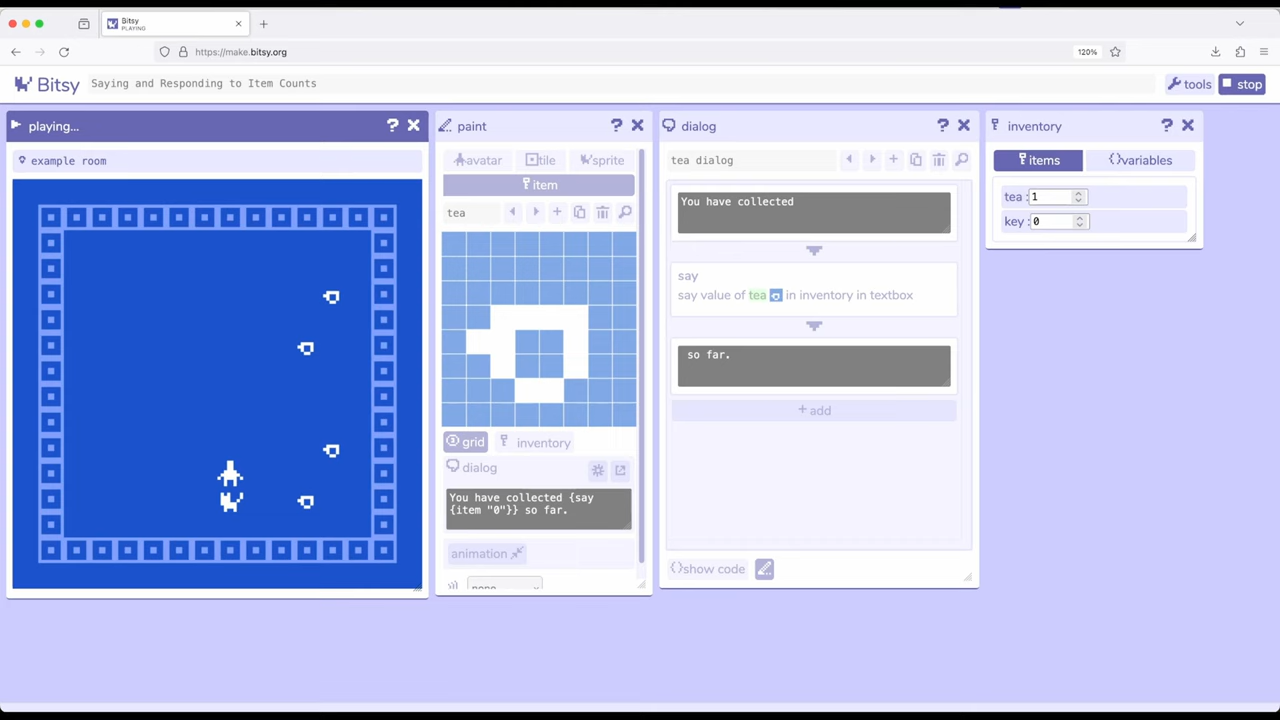 Bitsy
PLAYING
https://make.bitsy.org
120%
Bitsy
Saying and Responding to Item Counts
tools
stop
playing...
?
example room
paint
?
avatar
tile
sprite
item
tea
grid
inventory
dialog
You have collected {say
{item "0"}} so far.
animation
dialog
?
tea dialog
You have collected
say
say value of tea in inventory in textbox
so far.
+ add
{}show code
inventory
?
items
{}variables
tea : 1
key : 0